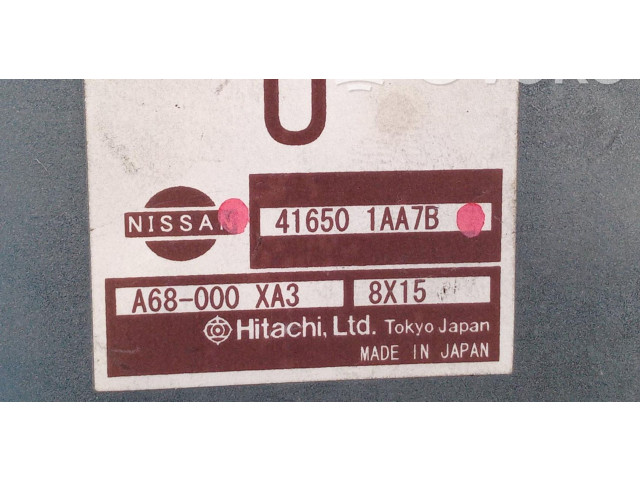 U
NISSAN 41650 1AA7B
A68-000 XA3 8X15
Hitachi, Ltd. Tokyo Japan
MADE IN JAPAN